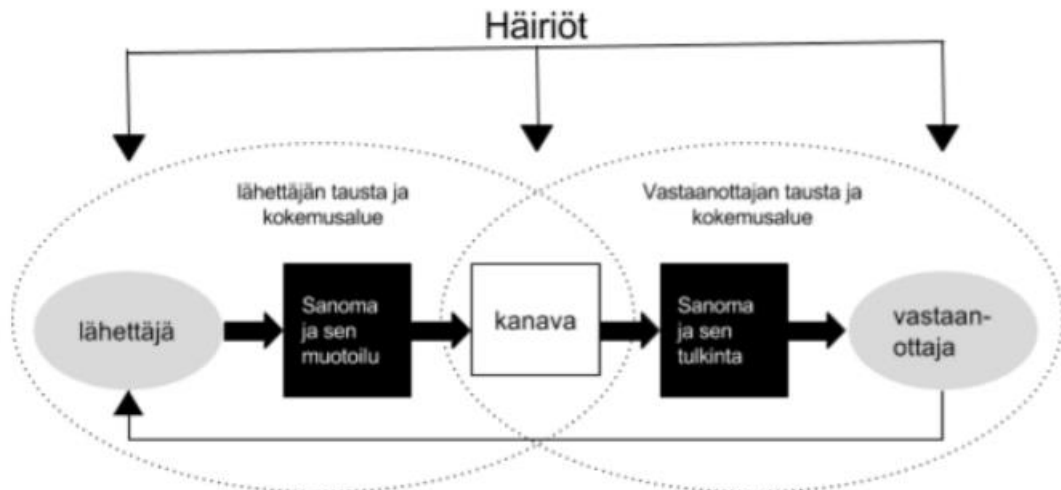 Häiriöt
lähettäjän tausta ja
kokemusalue
Vastaanottajan tausta ja
kokemusalue
lähettäjä
Sanoma
ja sen
muotoilu
kanava
Sanoma
ja sen
tulkinta
vastaan-
ottaja